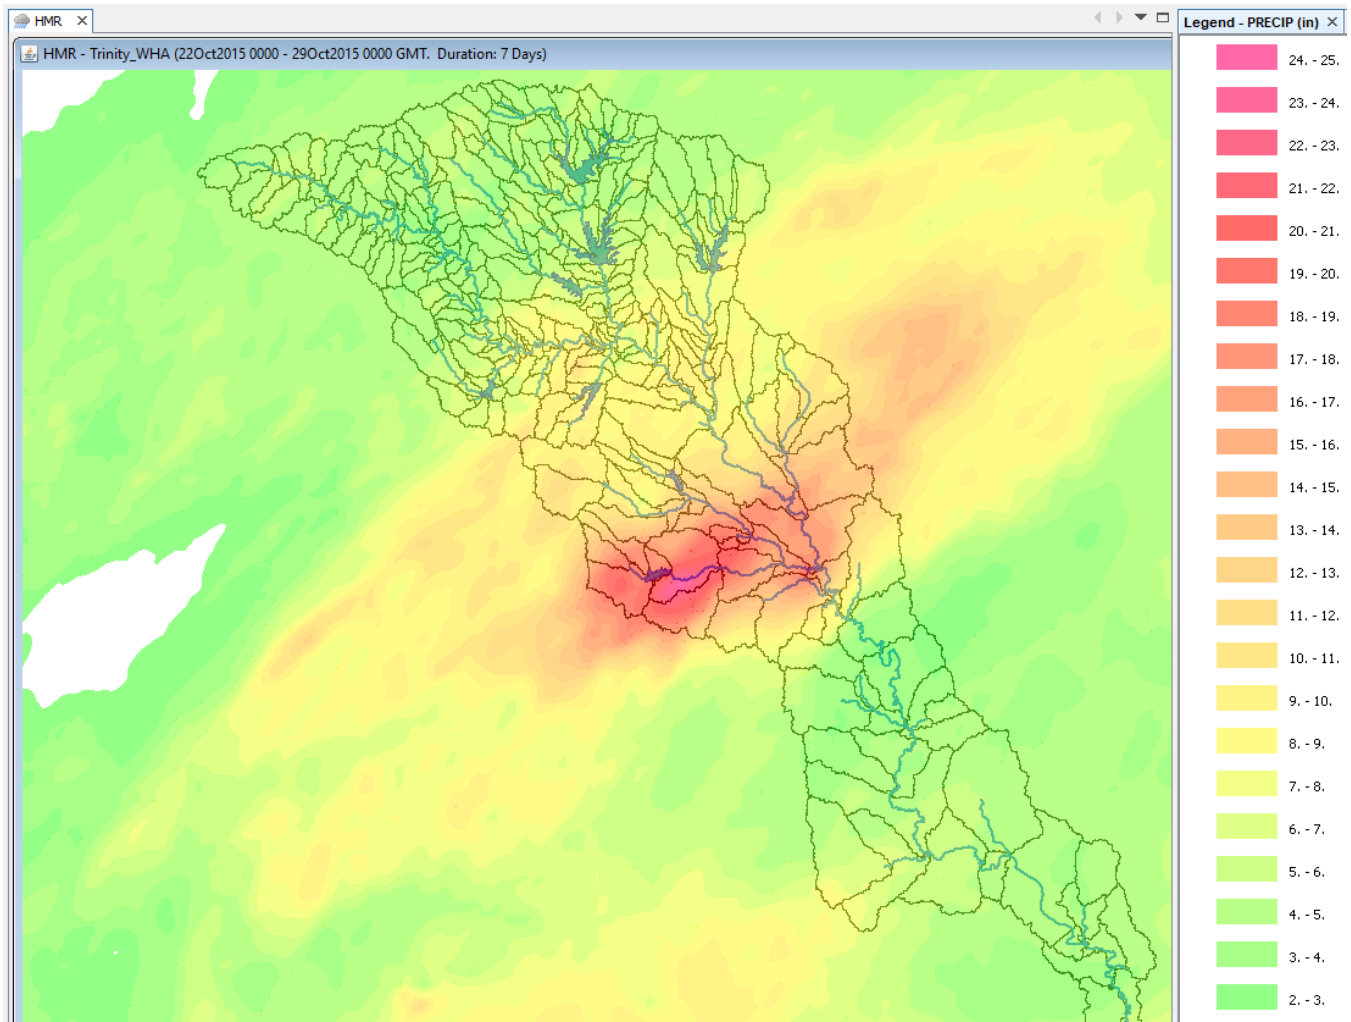 HMR
HMR - Trinity_WHA (22Oct2015 0000 - 29Oct2015 0000 GMT. Duration: 7 Days)
Legend - PRECIP (in)
24. - 25.
23. - 24.
22. - 23.
21. - 22.
20. - 21.
19. - 20.
18. - 19.
17. - 18.
16. - 17.
15. - 16.
14. - 15.
13. - 14.
12. - 13.
11. - 12.
10. - 11.
9. - 10.
8. - 9.
7. - 8.
6. - 7.
5. - 6.
4. - 5.
3. - 4.
2. - 3.